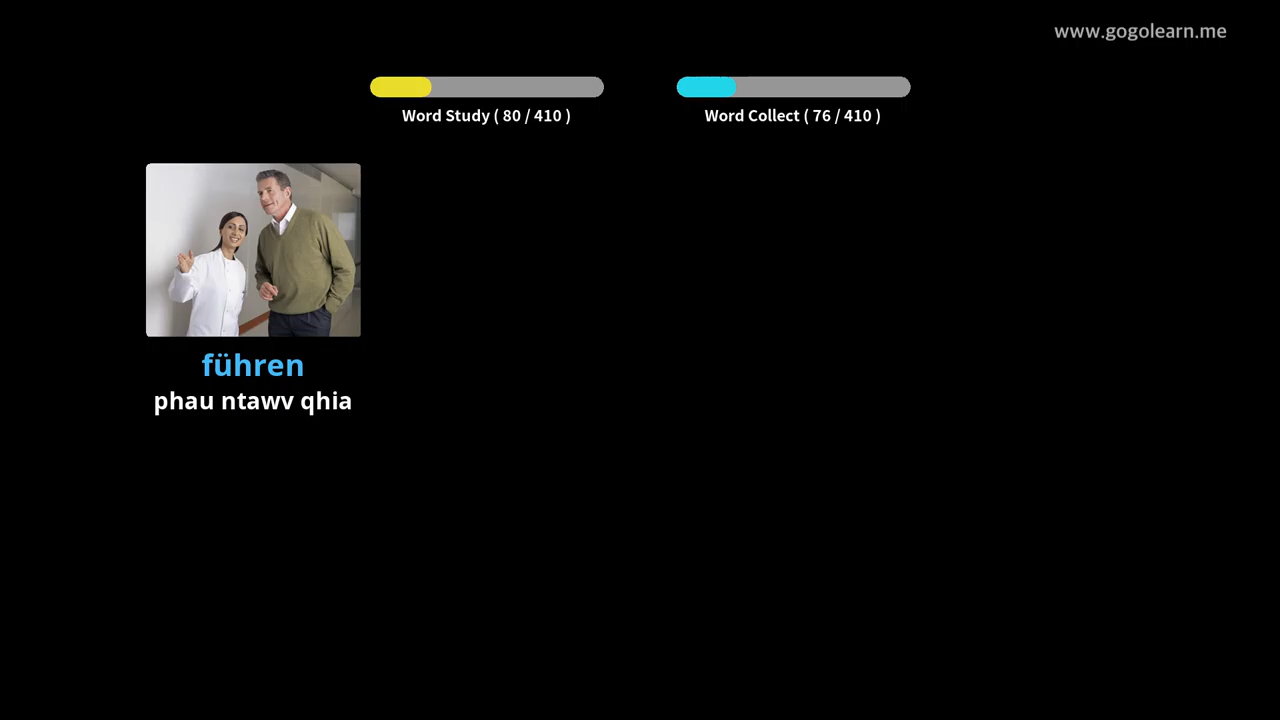 www.gogolearn.me
Word Study ( 80 / 410 )
Word Collect ( 76 / 410 )
führen
phau ntawv qhia